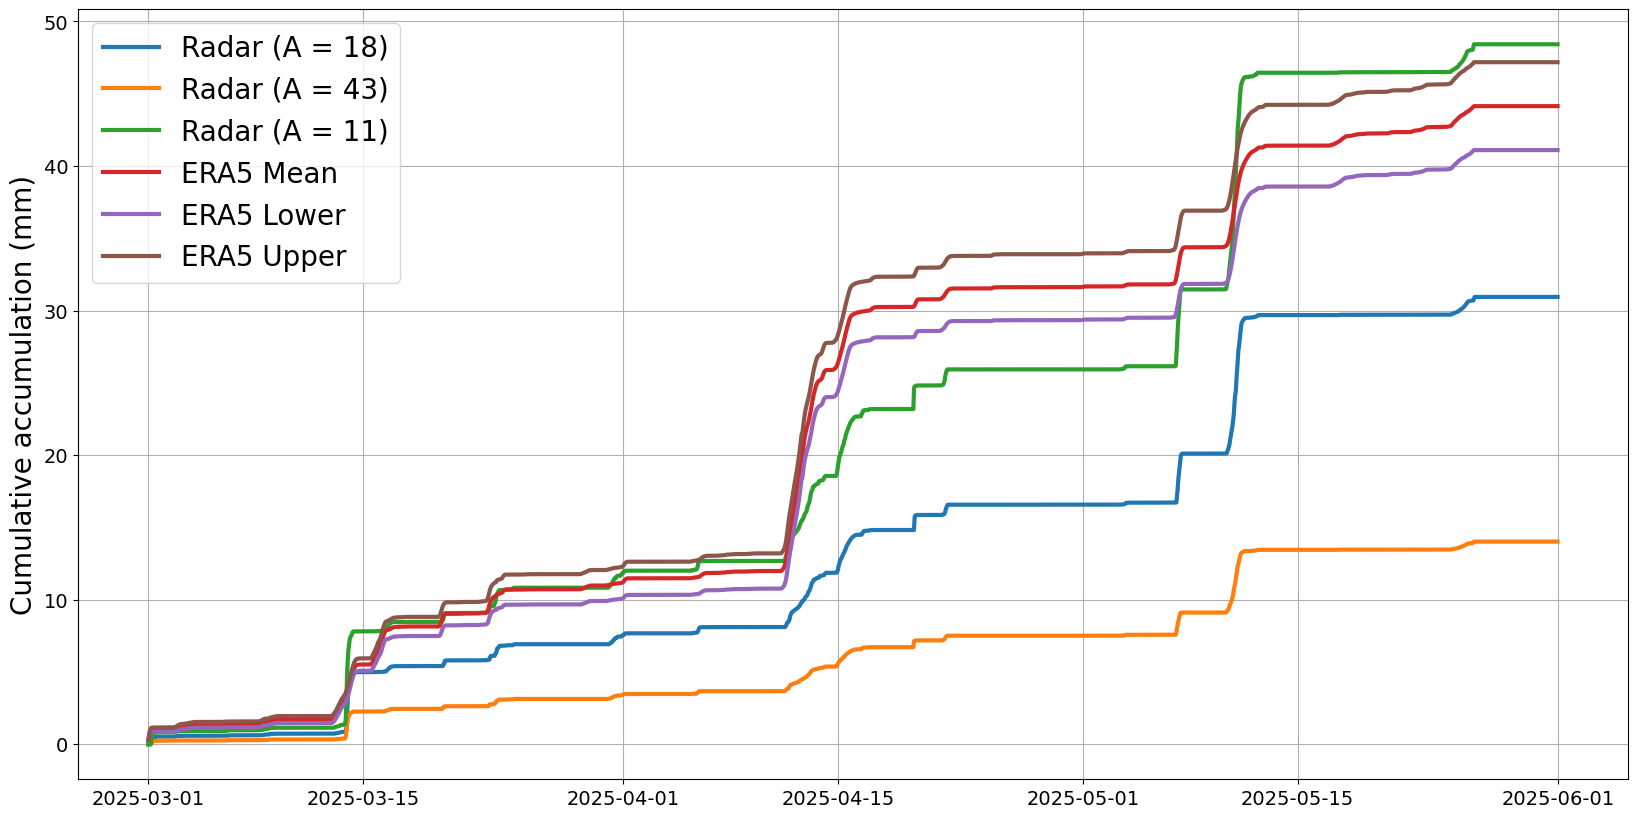 50
40
30
20
10
0
Cumulative accumulation (mm)
Radar (A = 18)
Radar (A = 43)
Radar (A = 11)
ERA5 Mean
ERA5 Lower
ERA5 Upper
2025-03-01
2025-03-15
2025-04-01
2025-04-15
2025-05-01
2025-05-15
2025-06-01